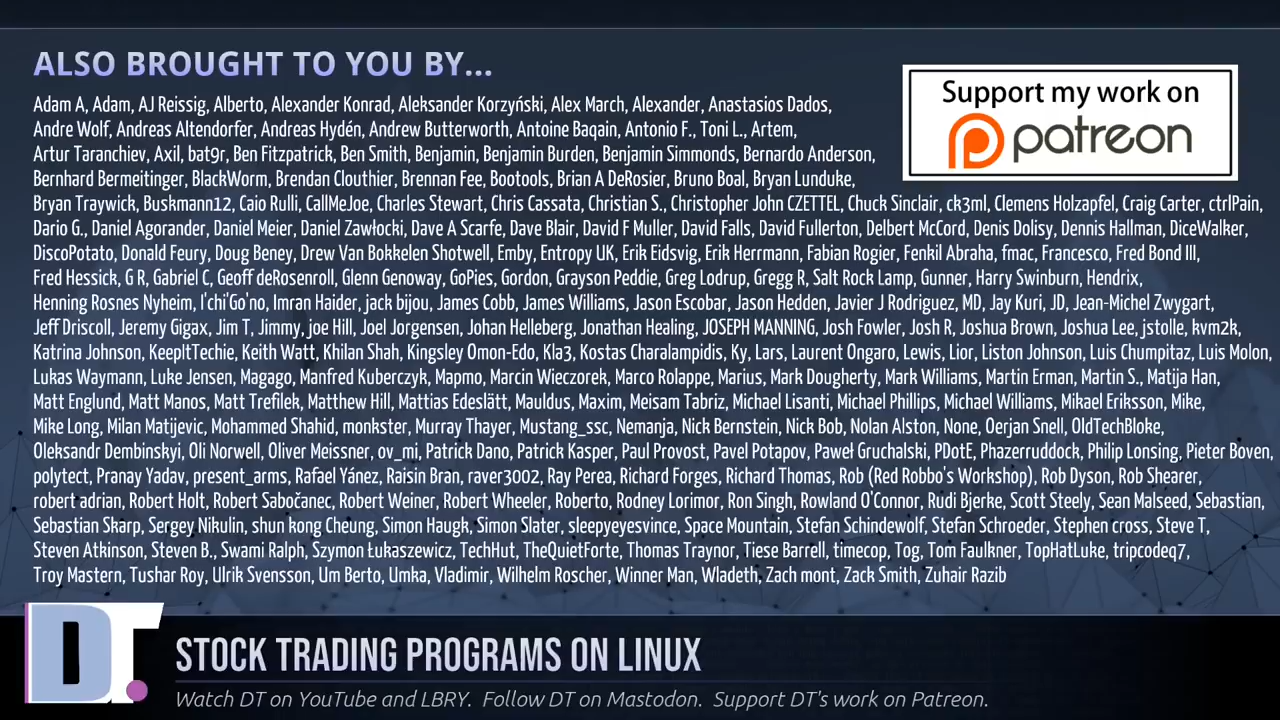 ALSO BROUGHT TO YOU BY...
Support my work on
patreon
Adam A, Adam, AJ Reissig, Alberto, Alexander Konrad, Aleksander Korzyński, Alex March, Alexander, Anastasios Dados,
Andre Wolf, Andreas Altendorfer, Andreas Hydén, Andrew Butterworth, Antoine Baqain, Antonio F., Toni L., Artem,
Artur Taranchiev, Axil, bat9r, Ben Fitzpatrick, Ben Smith, Benjamin, Benjamin Burden, Benjamin Simmonds, Bernardo Anderson,
Bernhard Bermeitinger, BlackWorm, Brendan Clouthier, Brennan Fee, Bootools, Brian A DeRosier, Bruno Boal, Bryan Lunduke,
Bryan Traywick, Buskmann12, Caio Rulli, CallMeJoe, Charles Stewart, Chris Cassata, Christian S., Christopher John CZETTEL, Chuck Sinclair, ck3ml, Clemens Holzapfel, Craig Carter, ctrlPain,
Dario G., Daniel Agorander, Daniel Meier, Daniel Zawłocki, Dave A Scarfe, Dave Blair, David F Muller, David Falls, David Fullerton, Delbert McCord, Denis Dolisy, Dennis Hallman, DiceWalker,
DiscoPotato, Donald Feury, Doug Beney, Drew Van Bokkelen Shotwell, Emby, Entropy UK, Erik Eidsvig, Erik Herrmann, Fabian Rogier, Fenkil Abraha, fmac, Francesco, Fred Bond III,
Fred Hessick, G R, Gabriel C, Geoff deRosenroll, Glenn Genoway, GoPies, Gordon, Grayson Peddie, Greg Lodrup, Gregg R, Salt Rock Lamp, Gunner, Harry Swinburn, Hendrix,
Henning Rosnes Nyheim, I'chi'Go'no, Imran Haider, jack bijou, James Cobb, James Williams, Jason Escobar, Jason Hedden, Javier J Rodriguez, MD, Jay Kuri, JD, Jean-Michel Zwygart,
Jeff Driscoll, Jeremy Gigax, Jim T, Jimmy, joe Hill, Joel Jorgensen, Johan Helleberg, Jonathan Healing, JOSEPH MANNING, Josh Fowler, Josh R, Joshua Brown, Joshua Lee, jstolle, kvm2k,
Katrina Johnson, KeepItTechie, Keith Watt, Khilan Shah, Kingsley Omon-Edo, Kla3, Kostas Charalampidis, Ky, Lars, Laurent Ongaro, Lewis, Lior, Liston Johnson, Luis Chumpitaz, Luis Molon,
Lukas Waymann, Luke Jensen, Magago, Manfred Kuberczyk, Mapmo, Marcin Wieczorek, Marco Rolappe, Marius, Mark Dougherty, Mark Williams, Martin Erman, Martin S., Matija Han,
Matt Englund, Matt Manos, Matt Trefilek, Matthew Hill, Mattias Edeslätt, Mauldus, Maxim, Meisam Tabriz, Michael Lisanti, Michael Phillips, Michael Williams, Mikael Eriksson, Mike,
Mike Long, Milan Matijevic, Mohammed Shahid, monkster, Murray Thayer, Mustang_ssc, Nemanja, Nick Bernstein, Nick Bob, Nolan Alston, None, Oerjan Snell, OldTechBloke,
Oleksandr Dembinskyi, Oli Norwell, Oliver Meissner, ov_mi, Patrick Dano, Patrick Kasper, Paul Provost, Pavel Potapov, Paweł Gruchalski, PDotE, Phazerruddock, Philip Lonsing, Pieter Boven,
polytect, Pranay Yadav, present_arms, Rafael Yánez, Raisin Bran, raver3002, Ray Perea, Richard Forges, Richard Thomas, Rob (Red Robbo's Workshop), Rob Dyson, Rob Shearer,
robert adrian, Robert Holt, Robert Sabočanec, Robert Weiner, Robert Wheeler, Roberto, Rodney Lorimor, Ron Singh, Rowland O'Connor, Rudi Bjerke, Scott Steely, Sean Malseed, Sebastian,
Sebastian Skarp, Sergey Nikulin, shun kong Cheung, Simon Haugk, Simon Slater, sleepyeyesvince, Space Mountain, Stefan Schindewolf, Stefan Schroeder, Stephen cross, Steve T,
Steven Atkinson, Steven B., Swami Ralph, Szymon Łukaszewicz, TechHut, TheQuietForte, Thomas Traynor, Tiese Barrell, timecop, Tog, Tom Faulkner, TopHatLuke, tripcodeq7,
Troy Mastern, Tushar Roy, Ulrik Svensson, Um Berto, Umka, Vladimir, Wilhelm Roscher, Winner Man, Wladeth, Zach mont, Zack Smith, Zuhair Razib
DT.
STOCK TRADING PROGRAMS ON LINUX
Watch DT on YouTube and LBRY. Follow DT on Mastodon. Support DT's work on Patreon.